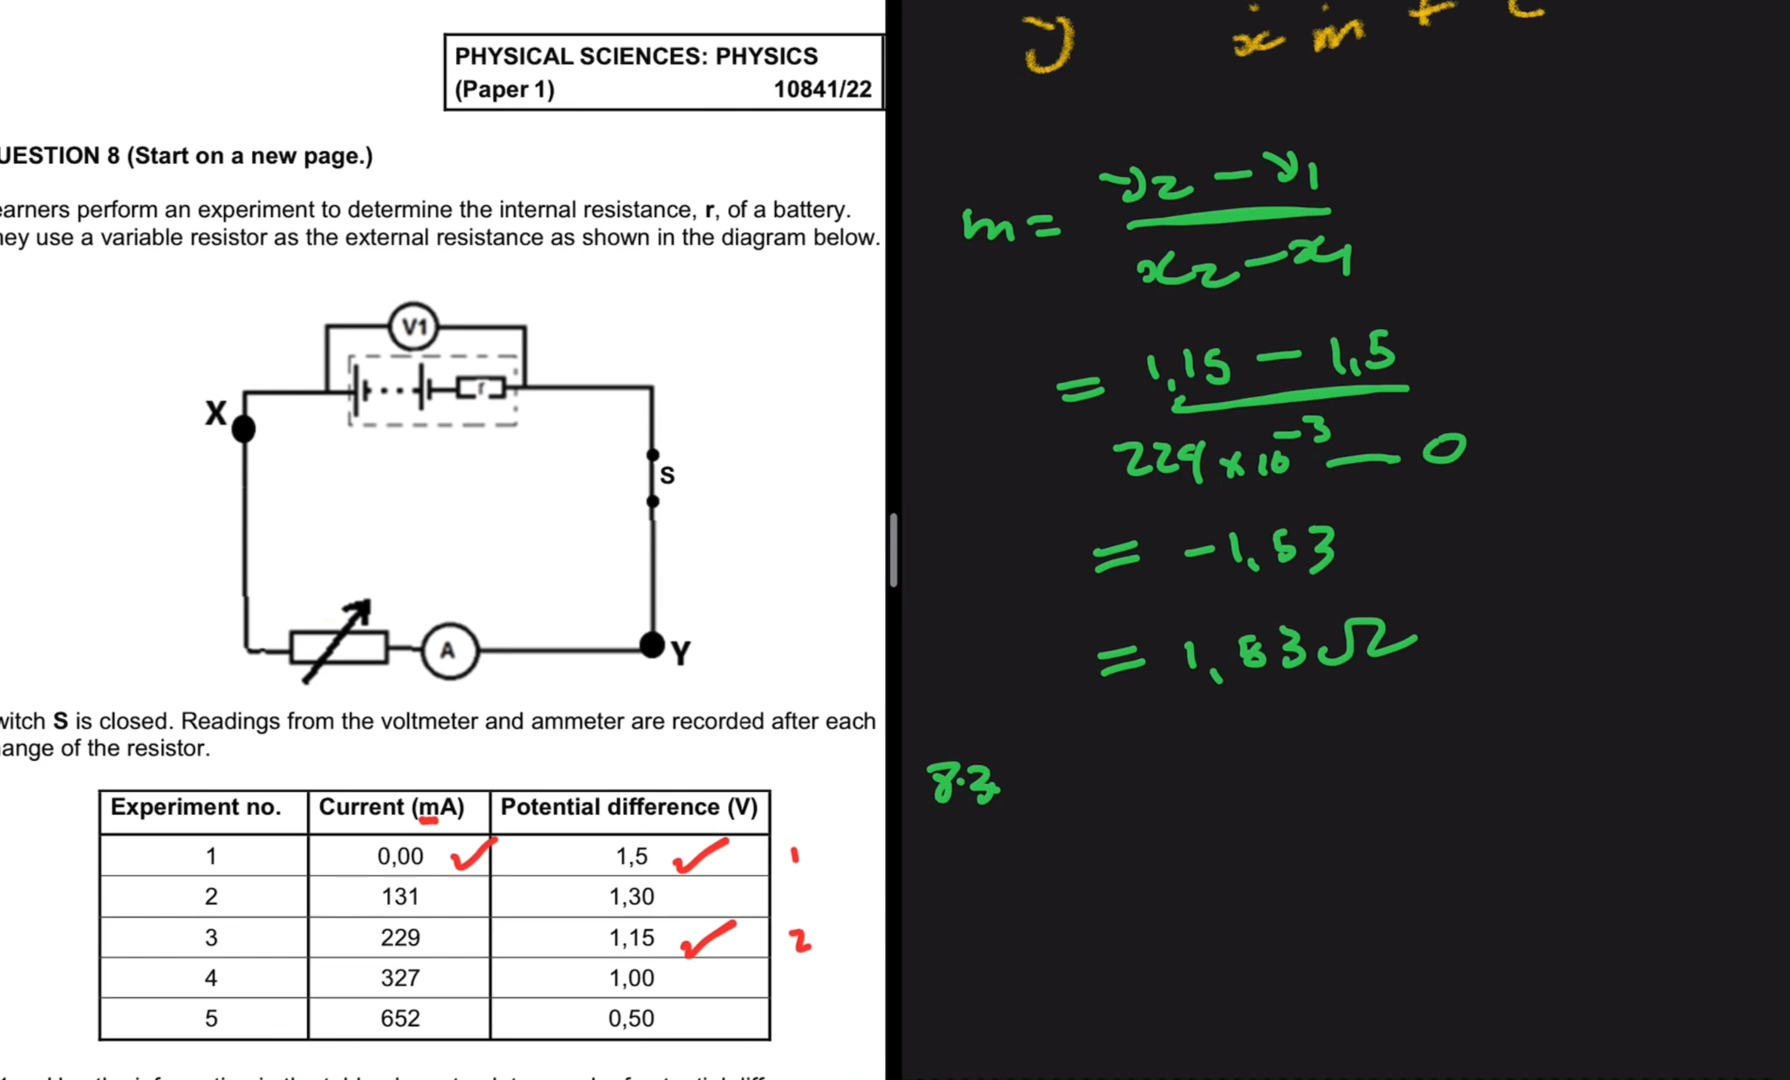 PHYSICAL SCIENCES: PHYSICS
(Paper 1) 10841/22
UESTION 8 (Start on a new page.)
earners perform an experiment to determine the internal resistance, r, of a battery.
ey use a variable resistor as the external resistance as shown in the diagram below.
V1
r
X
S
A
Y
witch S is closed. Readings from the voltmeter and ammeter are recorded after each
ange of the resistor.
Experiment no. Current (mA) Potential difference (V)
1 0,00 1,5 1
2 131 1,30
3 229 1,15 2
4 327 1,00
5 652 0,50
y x m + c
m = y2 - y1
x2 - x1
= 1,15 - 1,5
229 x 10^-3 - 0
= -1,53
= 1,53 Ω
8.3